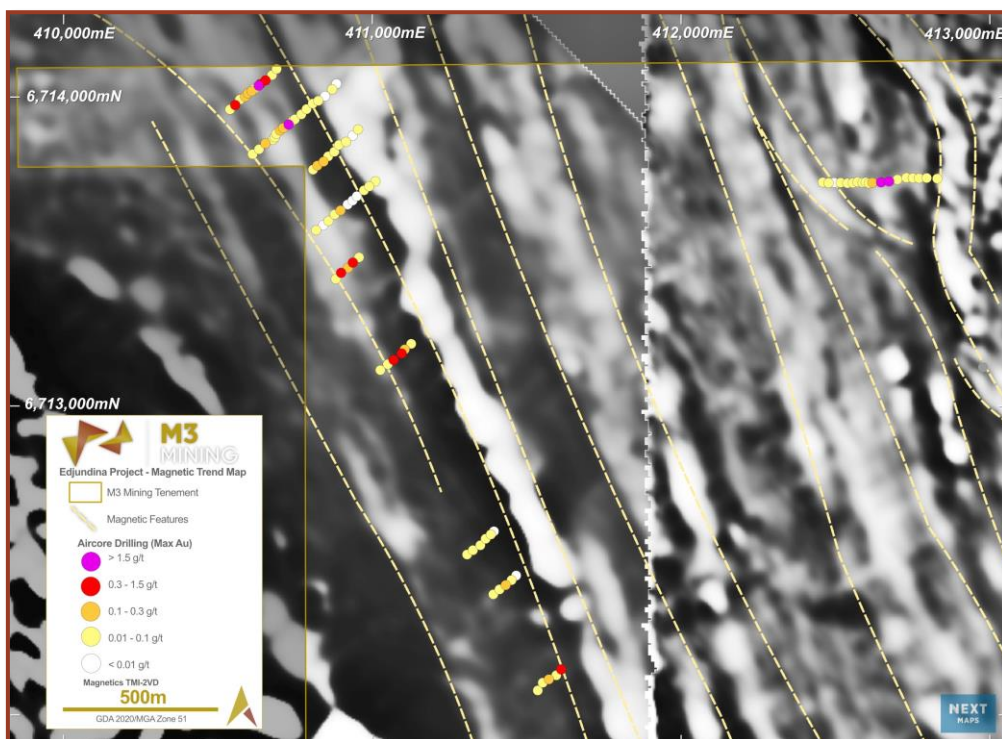 410,000mE
411,000mE
412,000mE
413,000mE
6,714,000mN
6,713,000mN
M3
MINING
Edjundina Project - Magnetic Trend Map
M3 Mining Tenement
Magnetic Features
Aircore Drilling (Max Au)
> 1.5 g/t
0.3 - 1.5 g/t
0.1 - 0.3 g/t
0.01 - 0.1 g/t
< 0.01 g/t
Magnetics TMI-2VD
500m
GDA 2020/MGA Zone 51
NEXT
MAPS